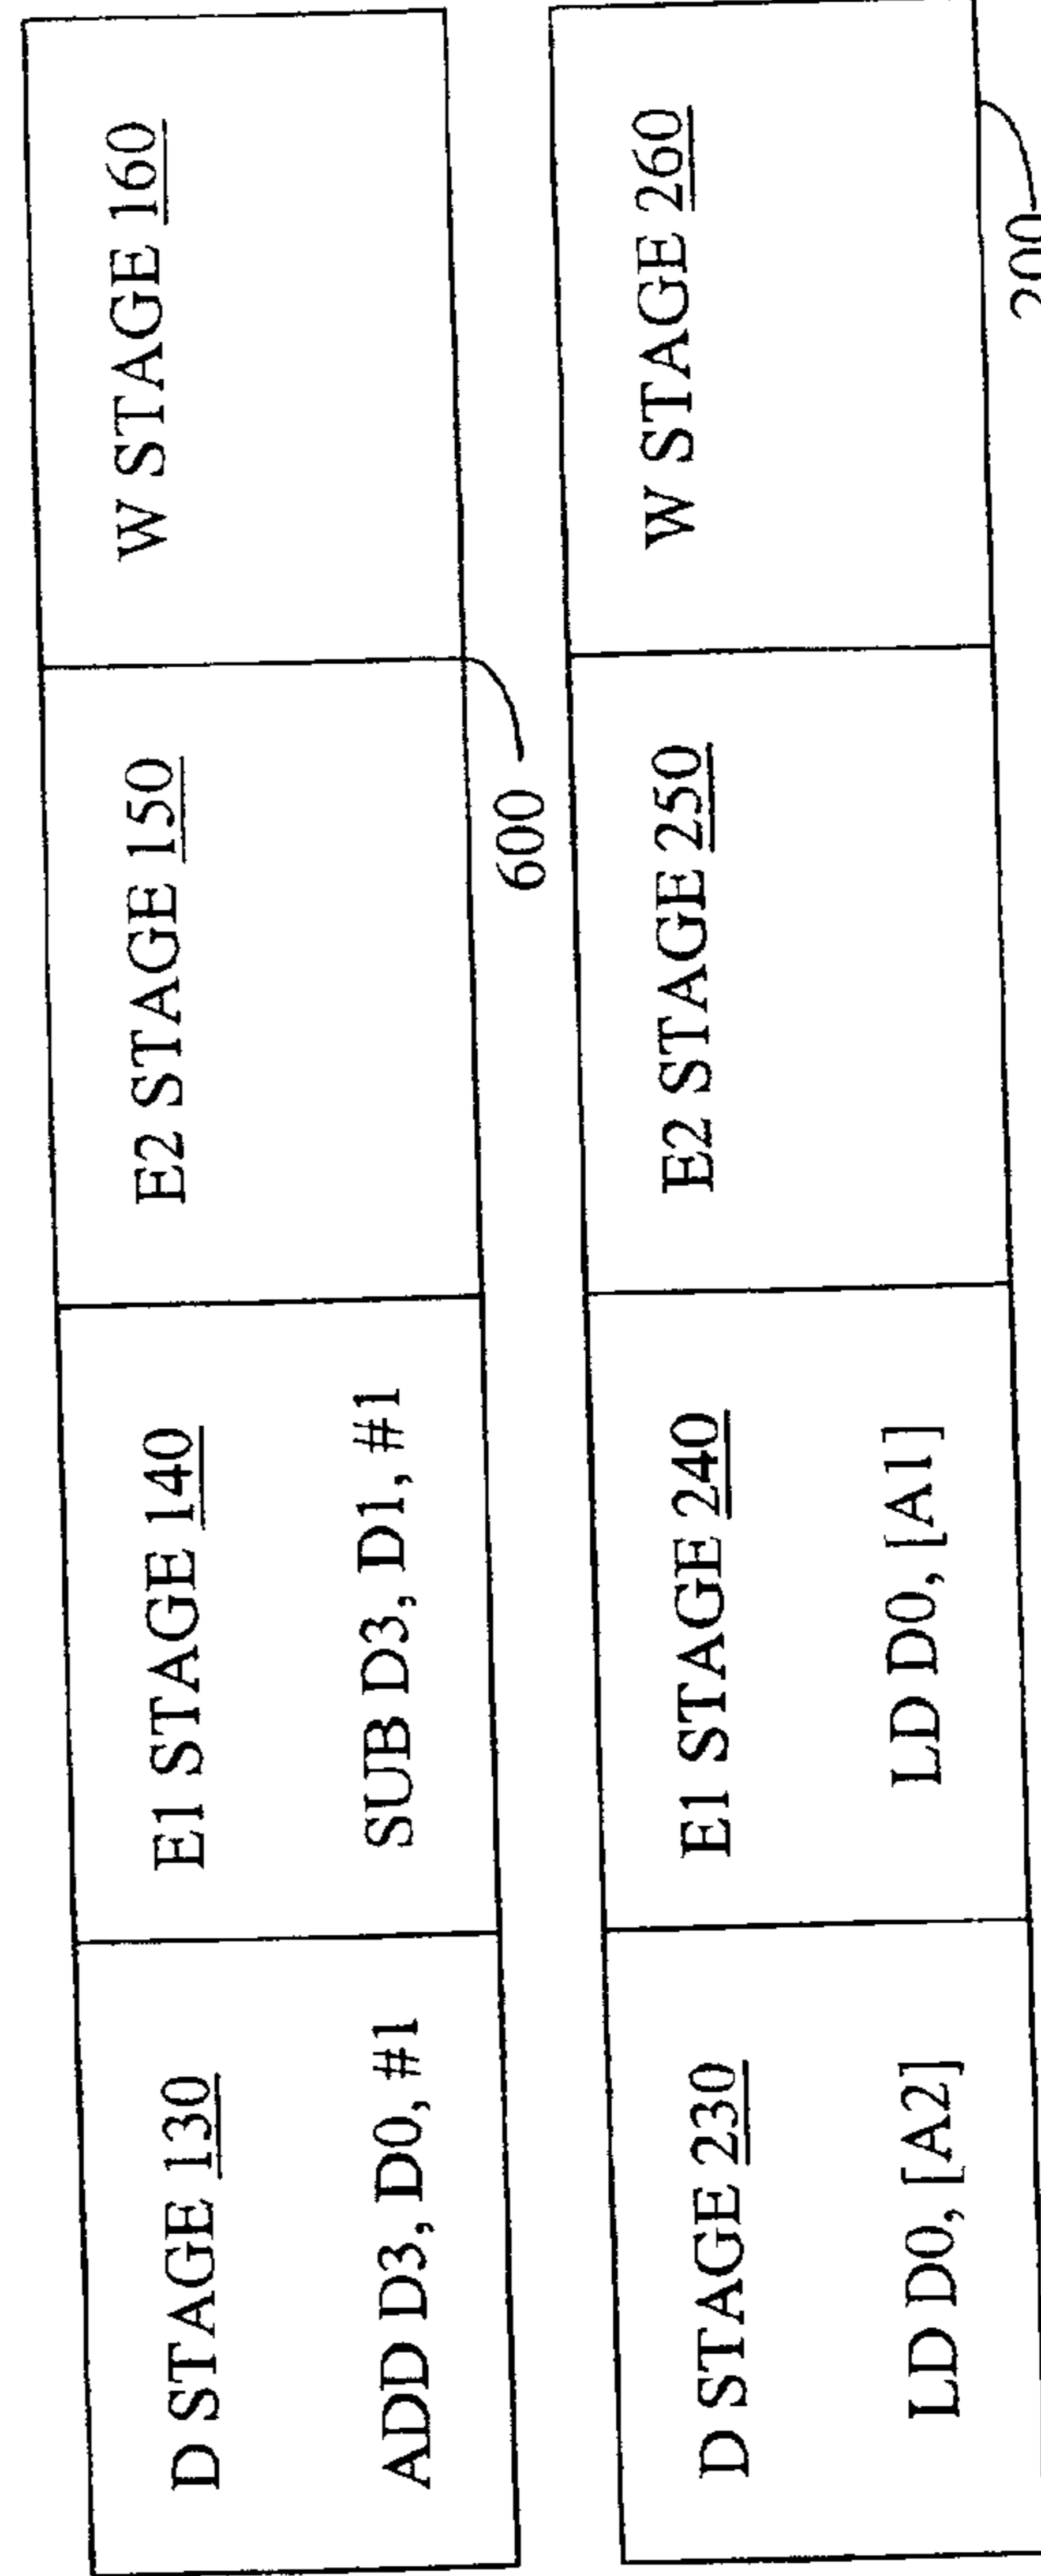 D STAGE 130
ADD D3, D0, #1
E1 STAGE 140
SUB D3, D1, #1
E2 STAGE 150
W STAGE 160
600
D STAGE 230
LD D0, [A2]
E1 STAGE 240
LD D0, [A1]
E2 STAGE 250
W STAGE 260
200